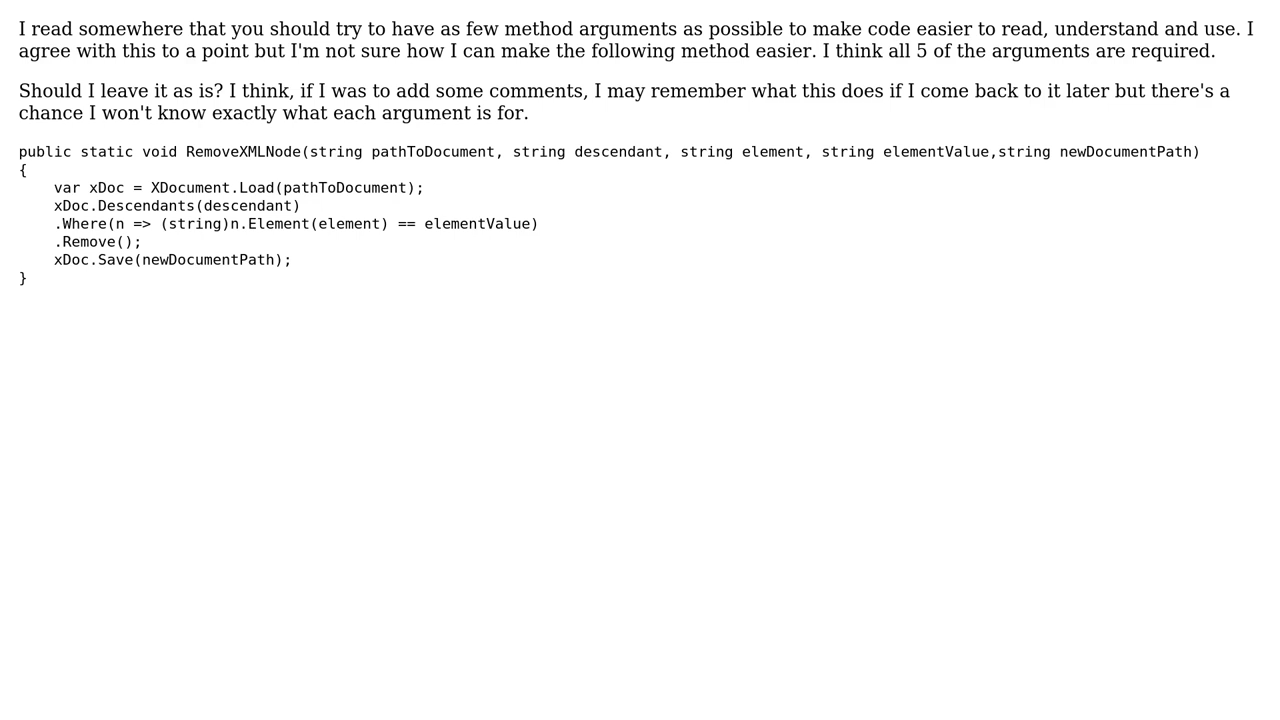 I read somewhere that you should try to have as few method arguments as possible to make code easier to read, understand and use. I
agree with this to a point but I'm not sure how I can make the following method easier. I think all 5 of the arguments are required.
Should I leave it as is? I think, if I was to add some comments, I may remember what this does if I come back to it later but there's a
chance I won't know exactly what each argument is for.
public static void RemoveXMLNode(string pathToDocument, string descendant, string element, string elementValue,string newDocumentPath)
{
    var xDoc = XDocument.Load(pathToDocument);
    xDoc.Descendants(descendant)
    .Where(n => (string)n.Element(element) == elementValue)
    .Remove();
    xDoc.Save(newDocumentPath);
}